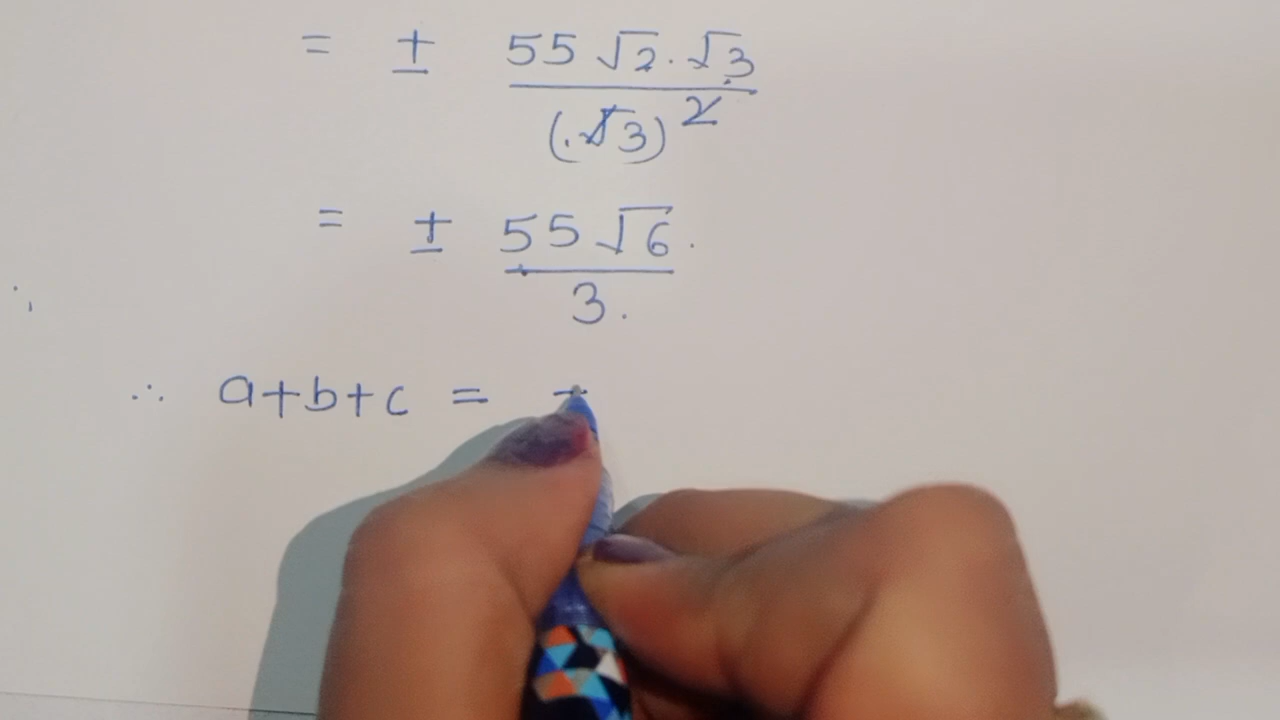 = ± 55 √2 · √3 / (√3)²
= ± 55 √6 / 3.
∴ a+b+c =